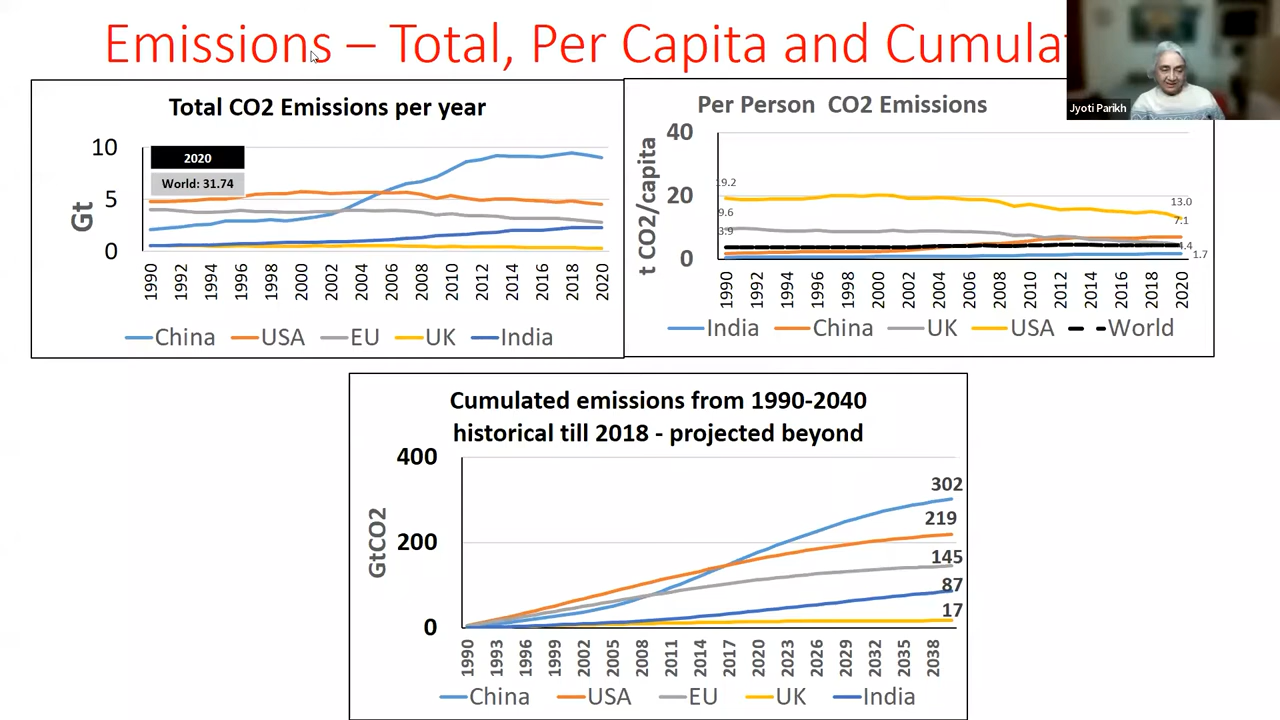 Emissions – Total, Per Capita and Cumula
Jyoti Parikh
Total CO2 Emissions per year
Gt
10
5
0
2020
World: 31.74
1990 1992 1994 1996 1998 2000 2002 2004 2006 2008 2010 2012 2014 2016 2018 2020
China USA EU UK India
Per Person CO2 Emissions
t CO2/capita
40
20
0
19.2
9.6
3.9
13.0
7.1
4.4
1.7
1990 1992 1994 1996 1998 2000 2002 2004 2006 2008 2010 2012 2014 2016 2018 2020
India China UK USA World
Cumulated emissions from 1990-2040
historical till 2018 - projected beyond
GtCO2
400
200
0
302
219
145
87
17
1990 1993 1996 1999 2002 2005 2008 2011 2014 2017 2020 2023 2026 2029 2032 2035 2038
China USA EU UK India